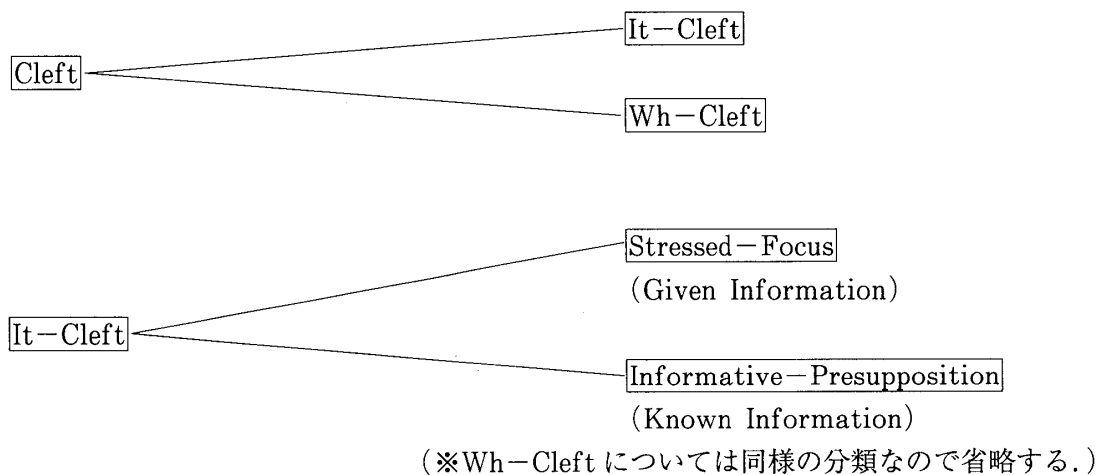 It-Cleft
Cleft
Wh-Cleft
Stressed-Focus
(Given Information)
It-Cleft
Informative-Presupposition
(Known Information)
(※Wh-Cleft については同様の分類なので省略する.)